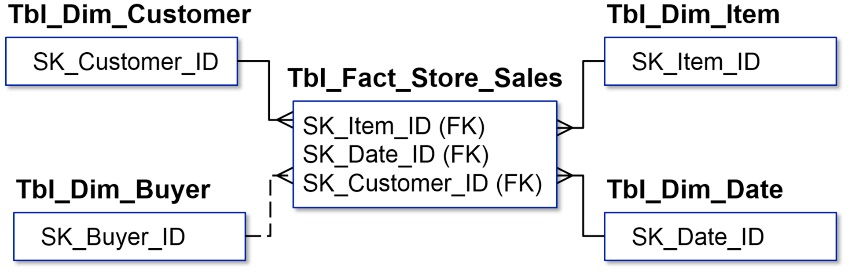 Tbl_Dim_Customer
SK_Customer_ID
Tbl_Dim_Item
SK_Item_ID
Tbl_Fact_Store_Sales
SK_Item_ID (FK)
SK_Date_ID (FK)
SK_Customer_ID (FK)
Tbl_Dim_Buyer
SK_Buyer_ID
Tbl_Dim_Date
SK_Date_ID